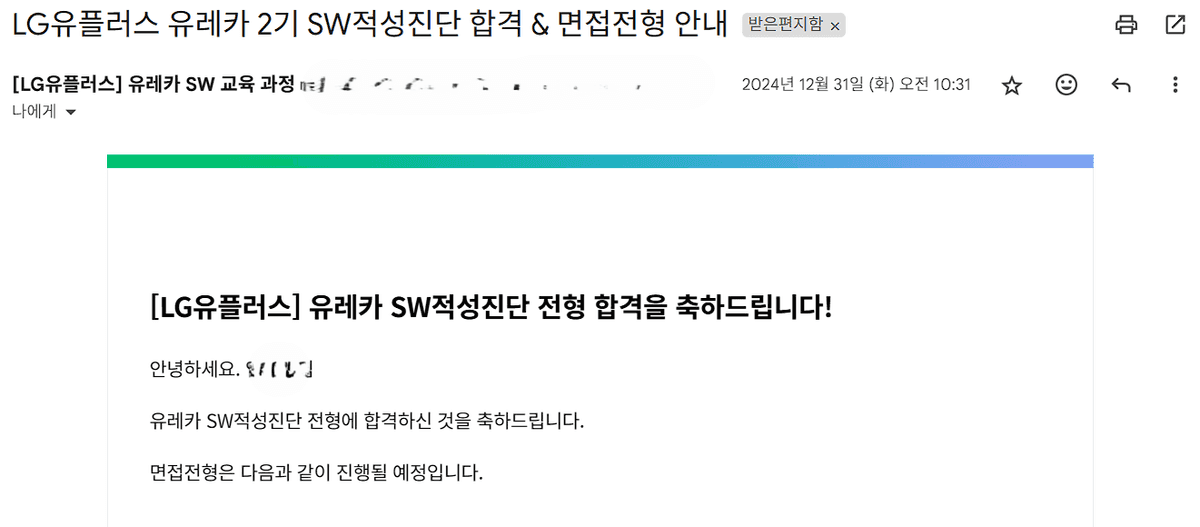 LG유플러스 유레카 2기 SW적성진단 합격 & 면접전형 안내 받은편지함 ×
[LG유플러스] 유레카 SW 교육 과정 2024년 12월 31일 (화) 오전 10:31
나에게
[LG유플러스] 유레카 SW적성진단 전형 합격을 축하드립니다!
안녕하세요.
유레카 SW적성진단 전형에 합격하신 것을 축하드립니다.
면접전형은 다음과 같이 진행될 예정입니다.